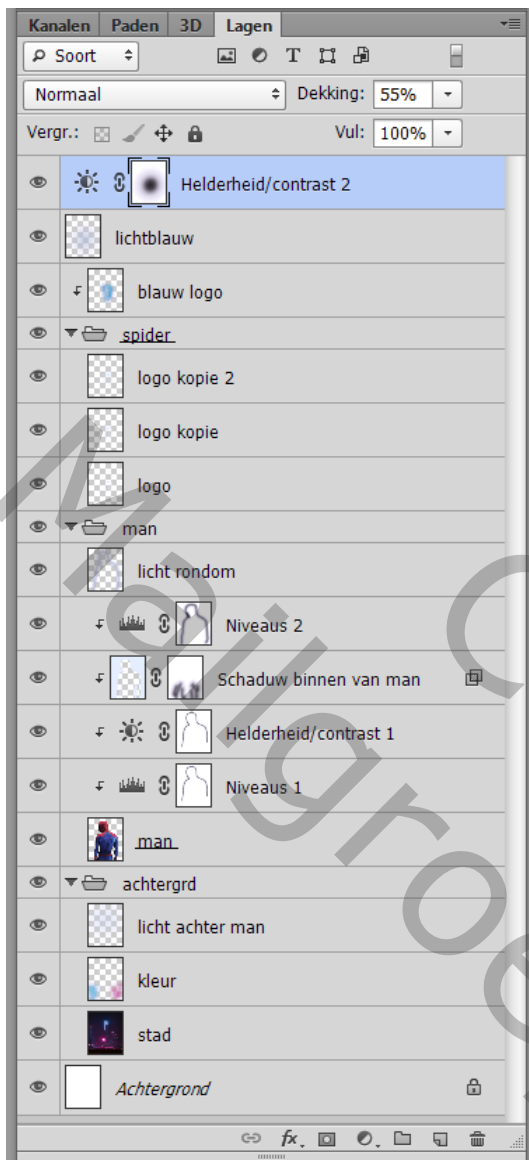 Kanalen Paden 3D Lagen
Soort
Normaal Dekking: 55%
Vergr.: Vul: 100%
Helderheid/contrast 2
lichtblauw
blauw logo
spider
logo kopie 2
logo kopie
logo
man
licht rondom
Niveaus 2
Schaduw binnen van man
Helderheid/contrast 1
Niveaus 1
man
achtergrd
licht achter man
kleur
stad
Achtergrond
fx